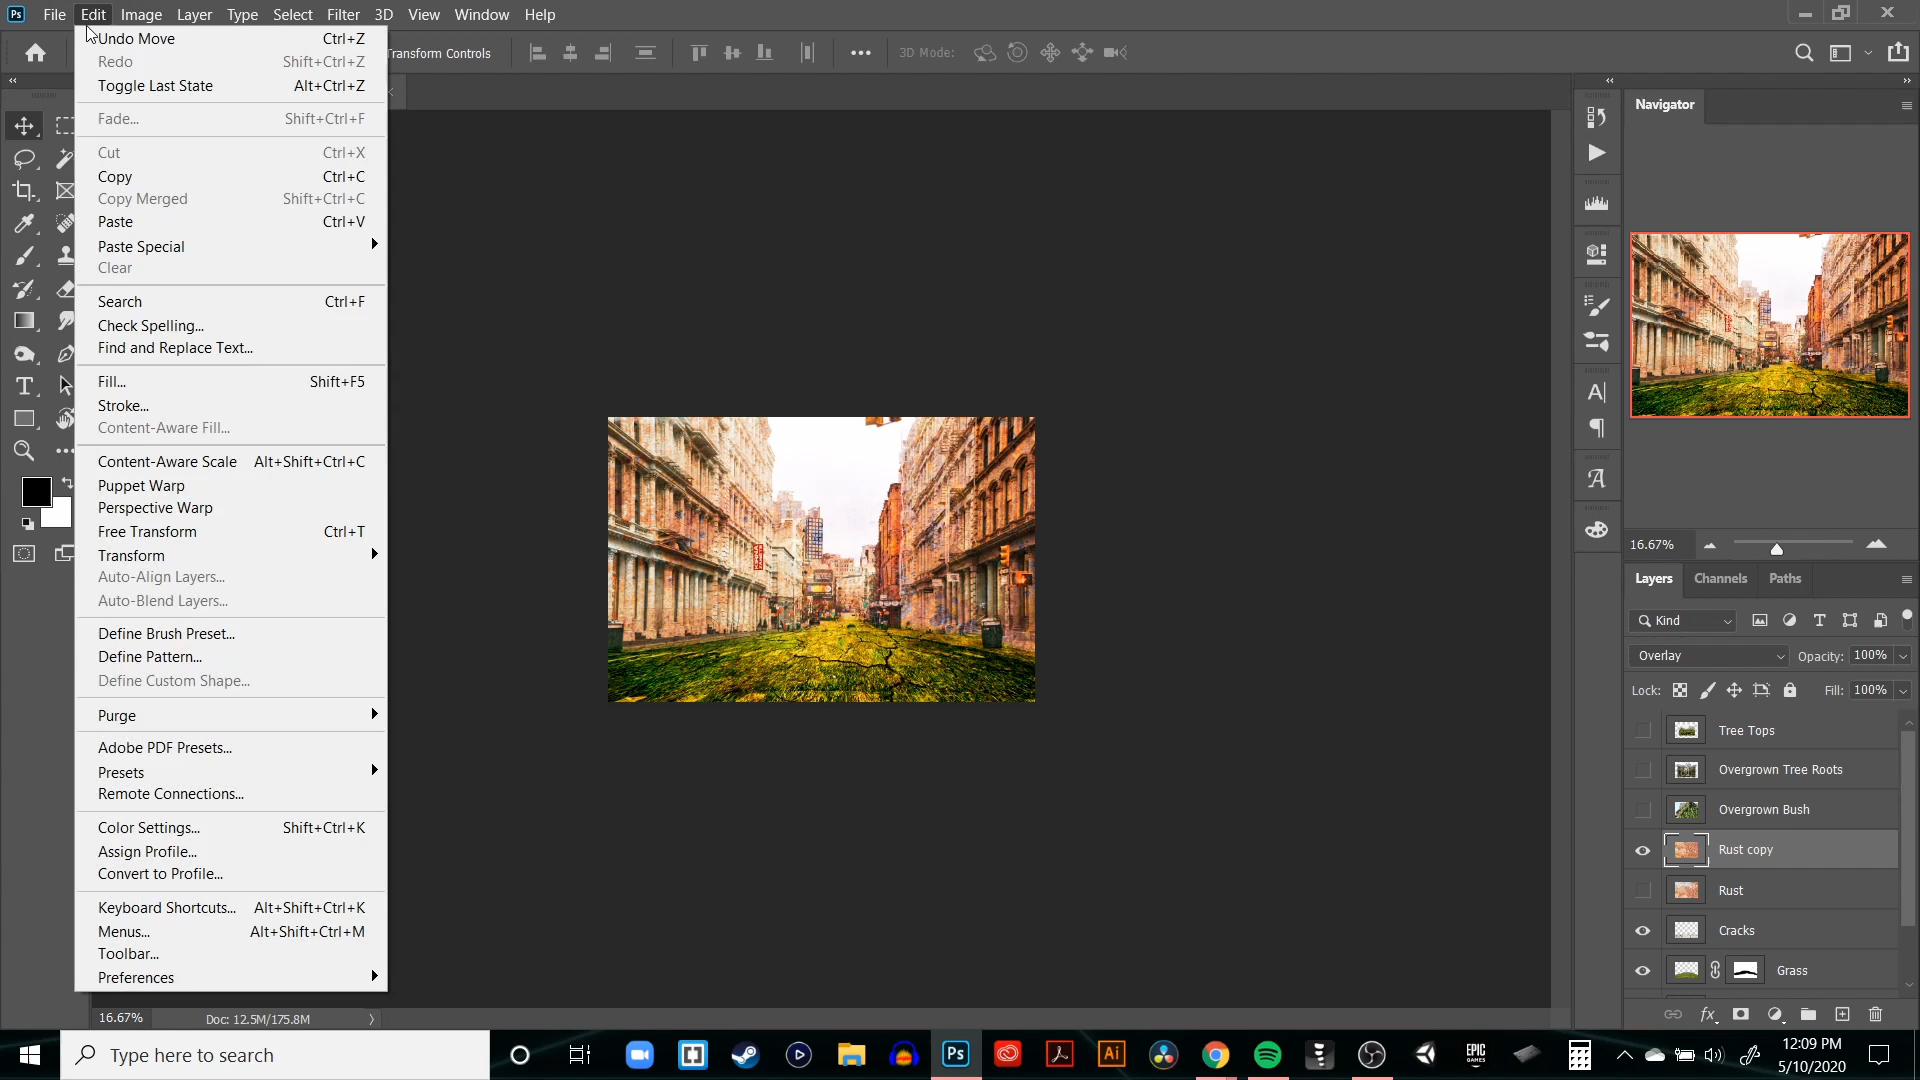 Ps File Edit Image Layer Type Select Filter 3D View Window Help
Transform Controls 3D Mode:
Undo Move Ctrl+Z
Redo Shift+Ctrl+Z
Toggle Last State Alt+Ctrl+Z
Fade... Shift+Ctrl+F
Cut Ctrl+X
Copy Ctrl+C
Copy Merged Shift+Ctrl+C
Paste Ctrl+V
Paste Special
Clear
Search Ctrl+F
Check Spelling...
Find and Replace Text...
Fill... Shift+F5
Stroke...
Content-Aware Fill...
Content-Aware Scale Alt+Shift+Ctrl+C
Puppet Warp
Perspective Warp
Free Transform Ctrl+T
Transform
Auto-Align Layers...
Auto-Blend Layers...
Define Brush Preset...
Define Pattern...
Define Custom Shape...
Purge
Adobe PDF Presets...
Presets
Remote Connections...
Color Settings... Shift+Ctrl+K
Assign Profile...
Convert to Profile...
Keyboard Shortcuts... Alt+Shift+Ctrl+K
Menus... Alt+Shift+Ctrl+M
Toolbar...
Preferences
16.67% Doc: 12.5M/175.8M
Navigator
16.67%
Layers Channels Paths
Kind
Overlay Opacity: 100%
Lock: Fill: 100%
Tree Tops
Overgrown Tree Roots
Overgrown Bush
Rust copy
Rust
Cracks
Grass
fx
Type here to search
Ps
Ai
EPIC GAMES
12:09 PM
5/10/2020